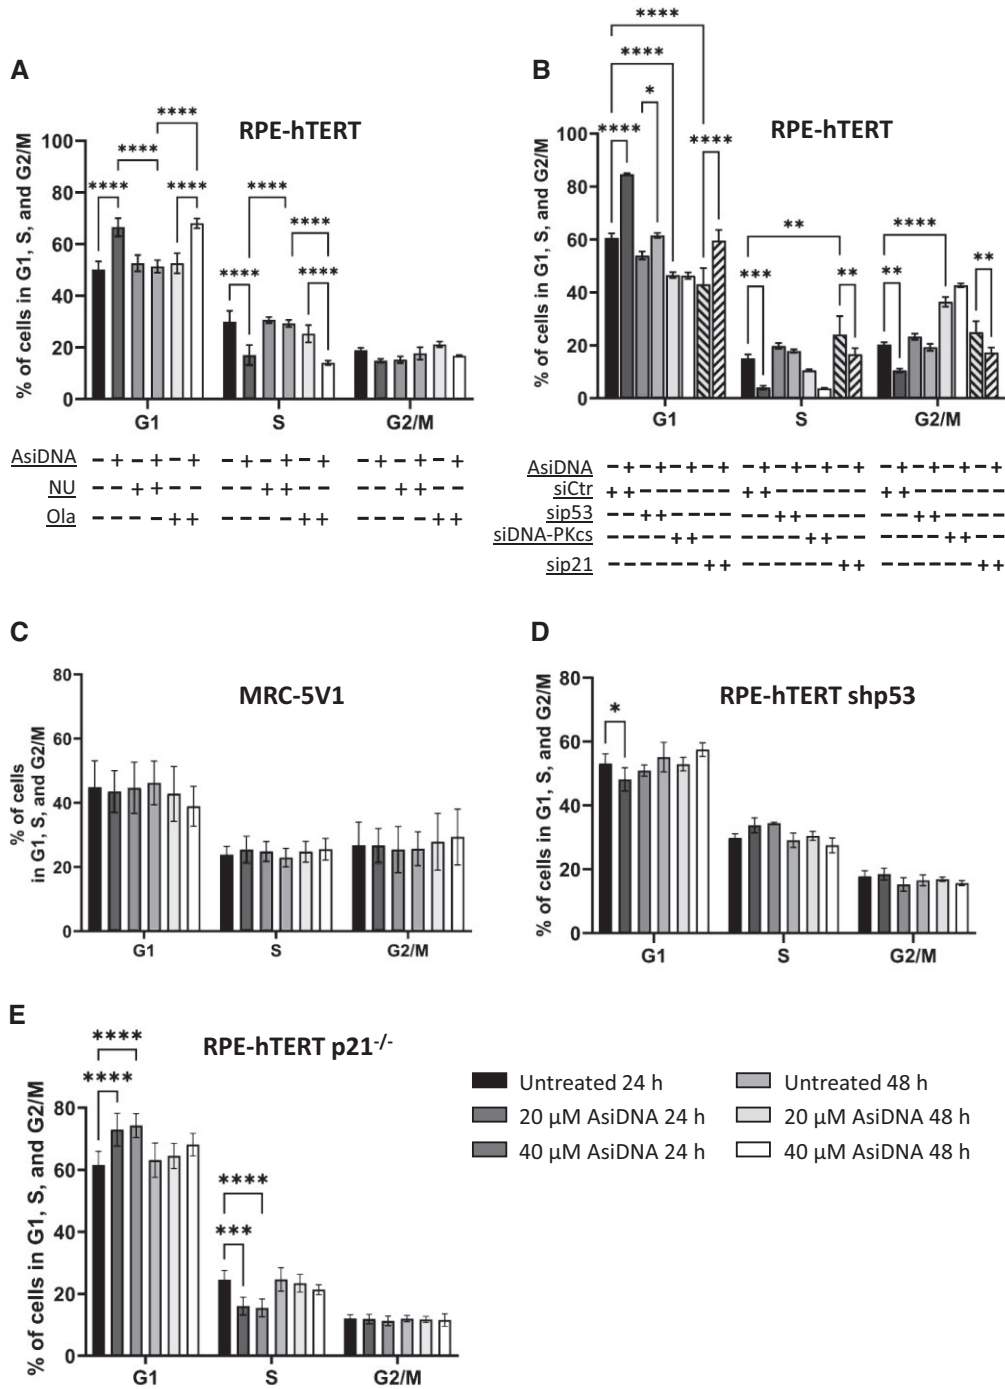 A
RPE-hTERT
% of cells in G1, S, and G2/M
100
80
60
40
20
0
**** **** **** ****
**** **** **** ****
G1 S G2/M
AsiDNA − + − + − + − + − + − + − + − + − +
NU − − + + − − − − + + − − − − + + − −
Ola − − − − + + − − − − + + − − − − + +
B
RPE-hTERT
% of cells in G1, S, and G2/M
100
80
60
40
20
0
****
****
*
**** ****
**
*** **
****
** **
G1 S G2/M
AsiDNA − + − + − + − + − + − + − + − + − + − + − + − +
siCtr + + − − − − − − + + − − − − − − + + − − − − − −
sip53 − − + + − − − − − − + + − − − − − − + + − − − −
siDNA-PKcs − − − − + + − − − − − − + + − − − − − − + + − −
sip21 − − − − − − + + − − − − − − + + − − − − − − + +
C
MRC-5V1
% of cells
in G1, S, and G2/M
80
60
40
20
0
G1 S G2/M
D
RPE-hTERT shp53
% of cells in G1, S, and G2/M
80
60
40
20
0
*
G1 S G2/M
E
RPE-hTERT p21-/-
% of cells in G1, S, and G2/M
80
60
40
20
0
****
****
****
***
G1 S G2/M
Untreated 24 h
20 µM AsiDNA 24 h
40 µM AsiDNA 24 h
Untreated 48 h
20 µM AsiDNA 48 h
40 µM AsiDNA 48 h